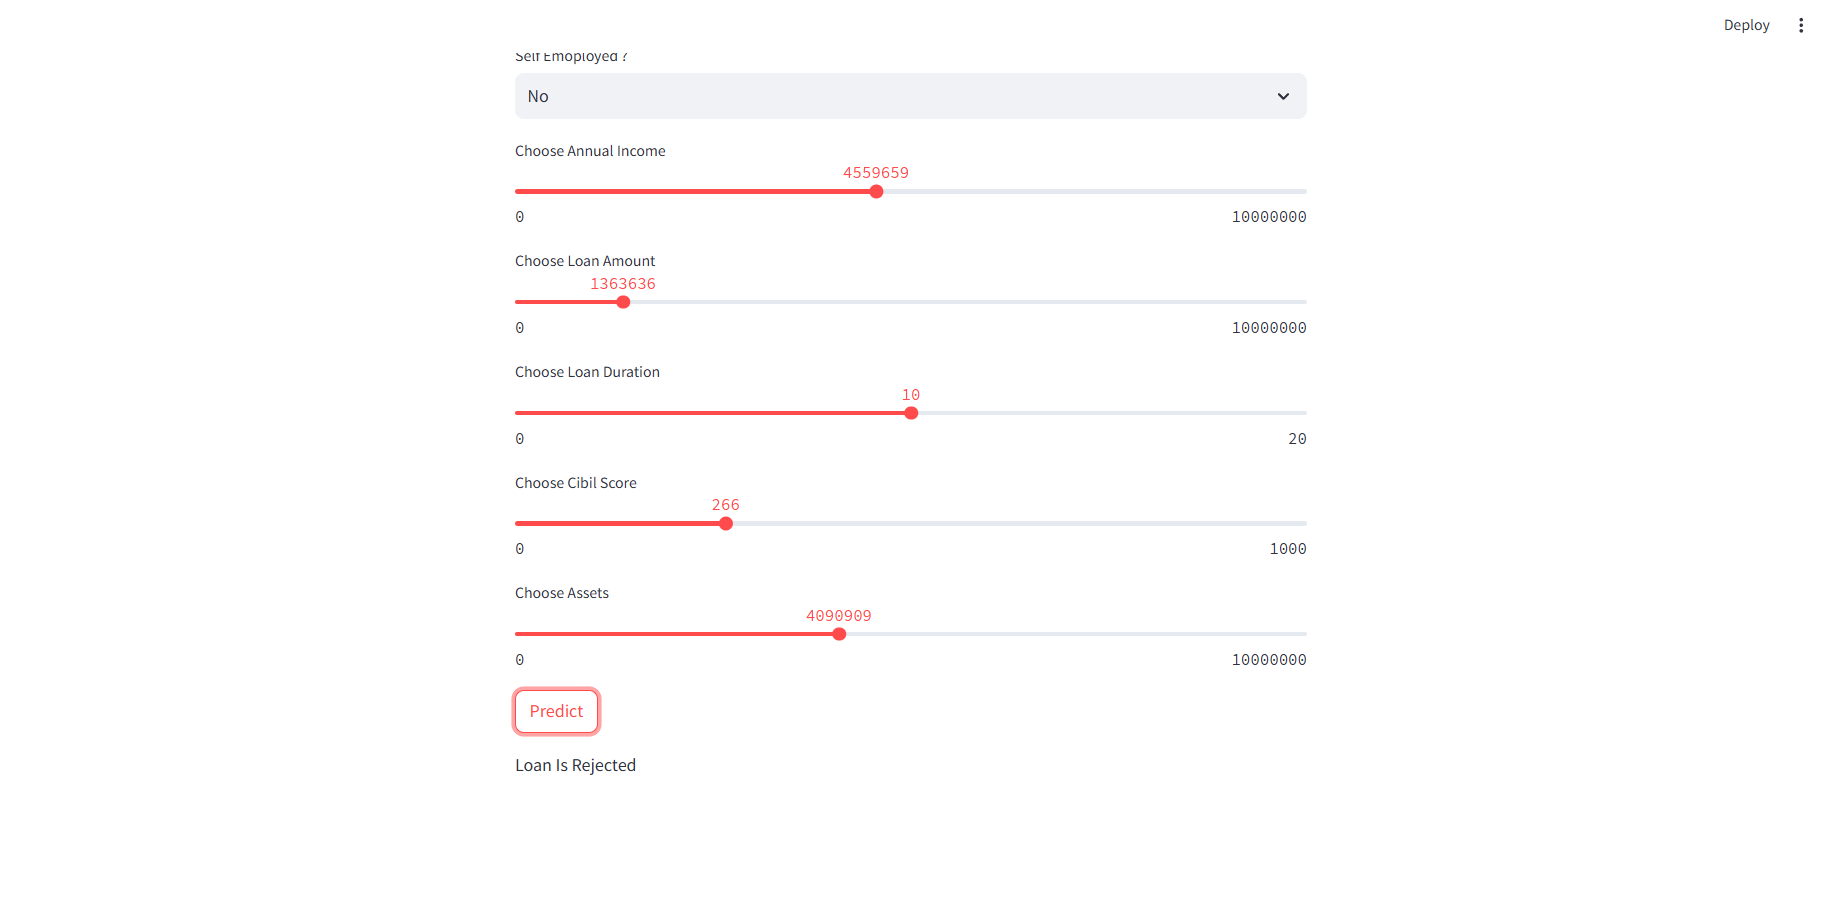 Deploy
Self Emoployed ?
No
Choose Annual Income
4559659
0 10000000
Choose Loan Amount
1363636
0 10000000
Choose Loan Duration
10
0 20
Choose Cibil Score
266
0 1000
Choose Assets
4090909
0 10000000
Predict
Loan Is Rejected